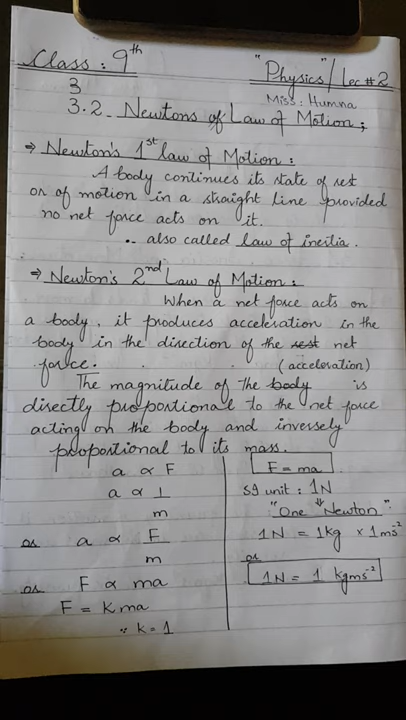 Class : 9th
"Physics" / Lec # 2
3
Miss : Humna
3.2. Newtons of Law of Motion ;
⇒ Newton's 1st law of Motion :
A body continues its state of rest
or of motion in a straight line provided
no net force acts on it.
∴ also called law of inertia.
⇒ Newton's 2nd Law of Motion :
When a net force acts on
a body, it produces acceleration in the
body in the direction of the rest net
force. (acceleration)
The magnitude of the body is
directly proportional to the net force
acting on the body and inversely
proportional to its mass.
a ∝ F
a ∝ 1
m
or a ∝ F
m
or F ∝ ma
F = K ma
∵ k = 1
F = ma
SI unit : 1N
"One Newton"
1N = 1kg × 1ms⁻²
or
1N = 1 kgms⁻²